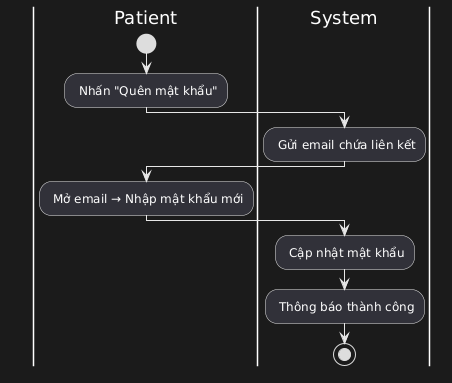 Patient
System
Nhấn "Quên mật khẩu"
Gửi email chứa liên kết
Mở email → Nhập mật khẩu mới
Cập nhật mật khẩu
Thông báo thành công